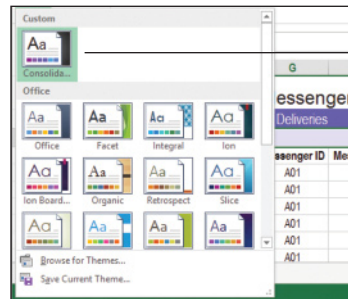 Custom
Aa
Consolida...
Office
Aa Aa Aa Aa
Office Facet Integral Ion
Aa Aa Aa Aa
Ion Board... Organic Retrospect Slice
Aa Aa Aa Aa
Browse for Themes...
Save Current Theme...
G
essenger
Deliveries
ssenger ID Me
A01
A01
A01
A01
A01